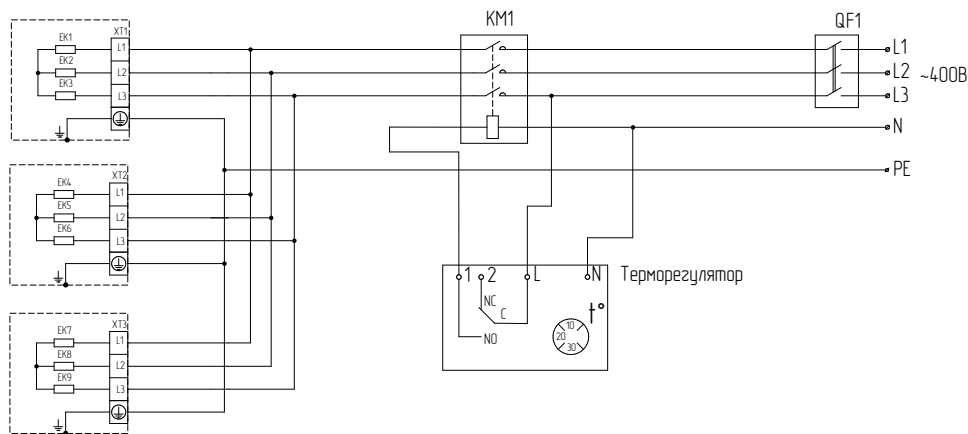 KM1
QF1
XT1
EK1
L1
EK2
L2
EK3
L3
L1
L2
~400В
L3
N
PE
XT2
EK4
L1
EK5
L2
EK6
L3
1
2
L
N
Терморегулятор
NC
C
NO
t°
10
20
30
XT3
EK7
L1
EK8
L2
EK9
L3